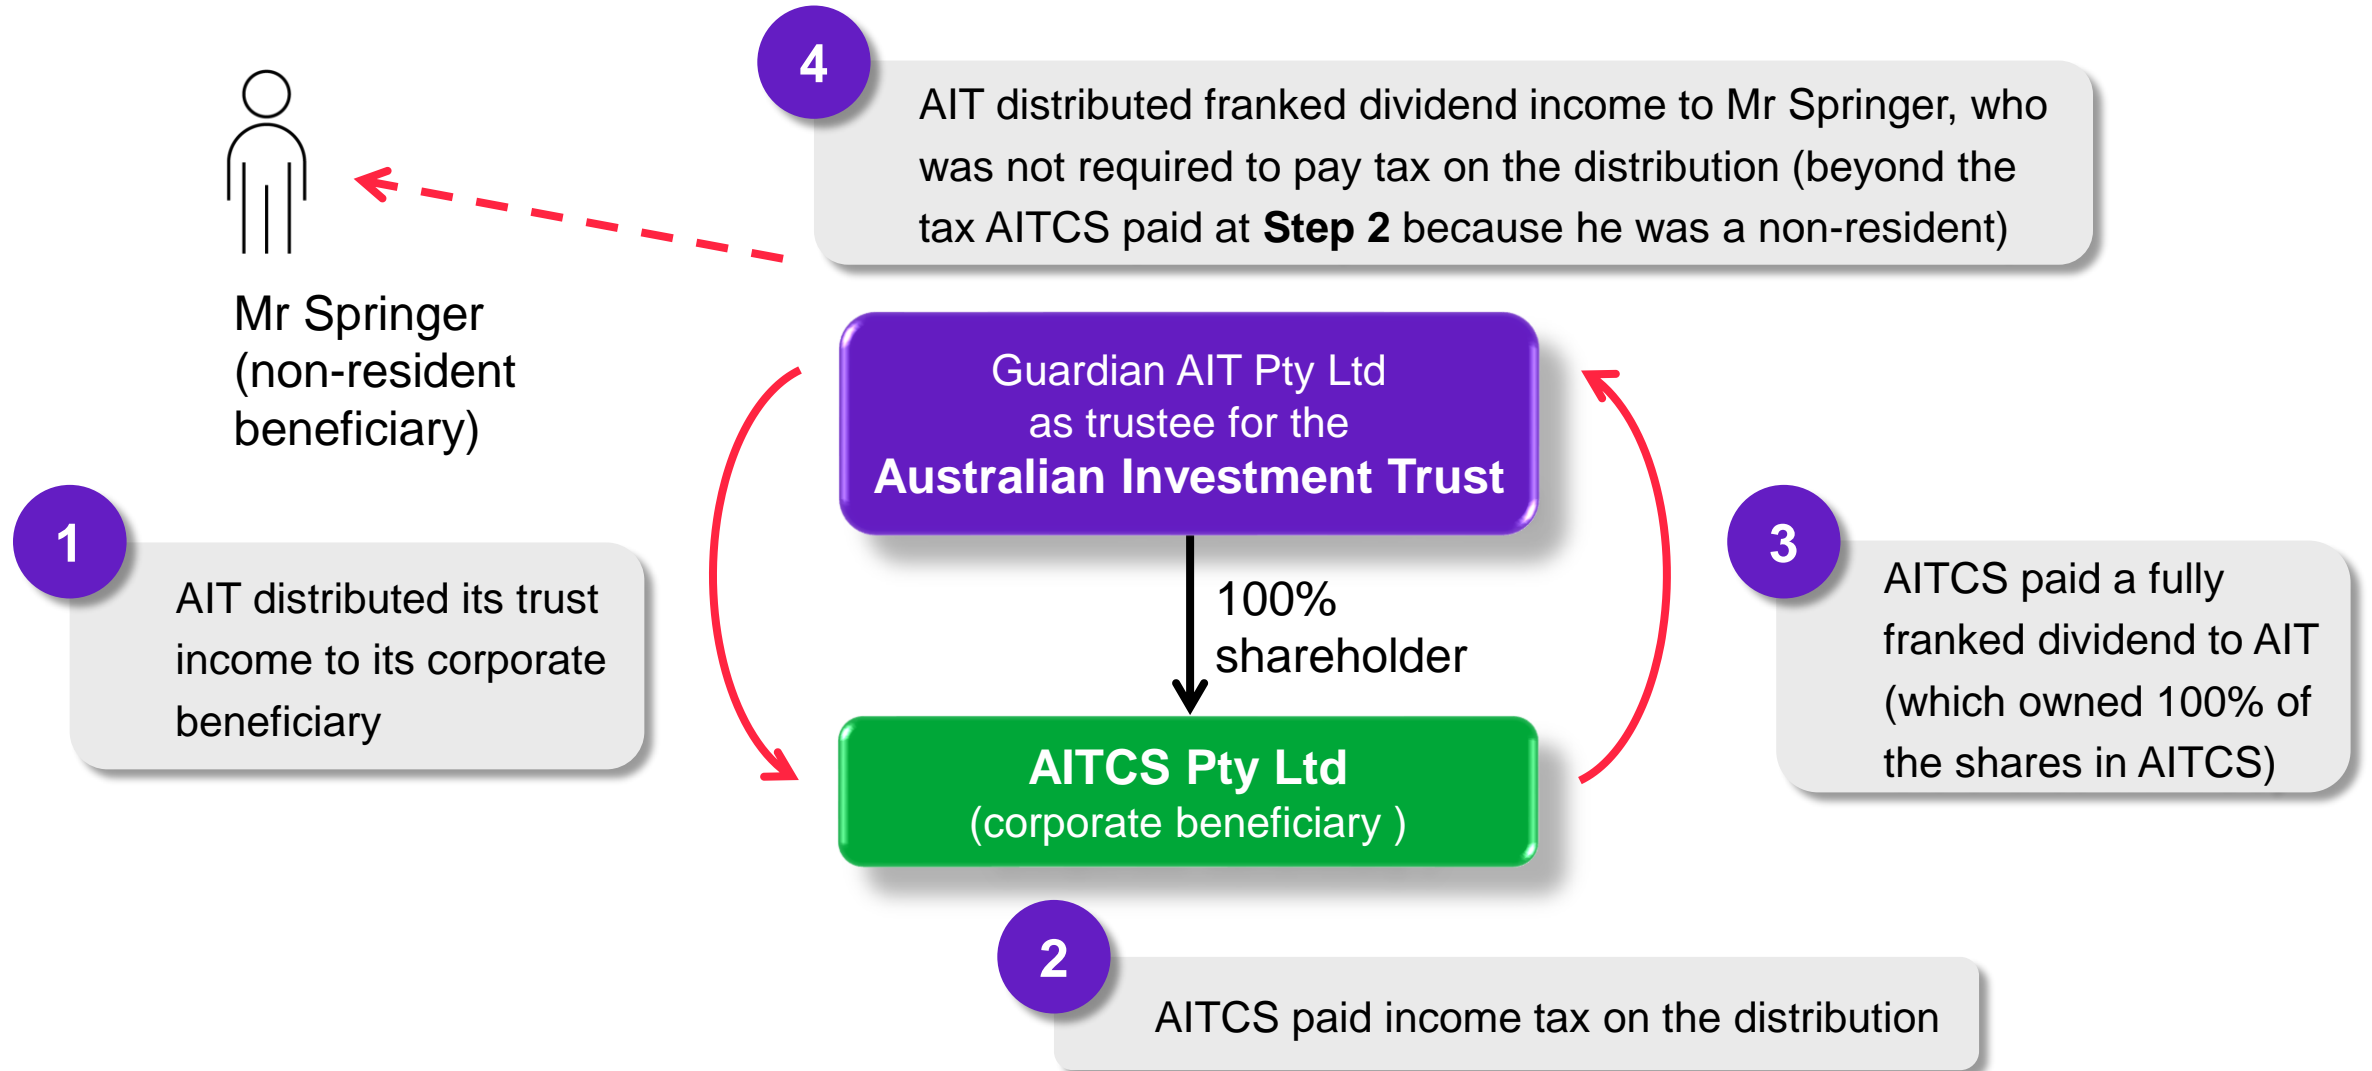 4
AIT distributed franked dividend income to Mr Springer, who
was not required to pay tax on the distribution (beyond the
tax AITCS paid at Step 2 because he was a non-resident)
Mr Springer
(non-resident
beneficiary)
Guardian AIT Pty Ltd
as trustee for the
Australian Investment Trust
1
AIT distributed its trust
income to its corporate
beneficiary
100%
shareholder
3
AITCS paid a fully
franked dividend to AIT
(which owned 100% of
the shares in AITCS)
AITCS Pty Ltd
(corporate beneficiary )
2
AITCS paid income tax on the distribution